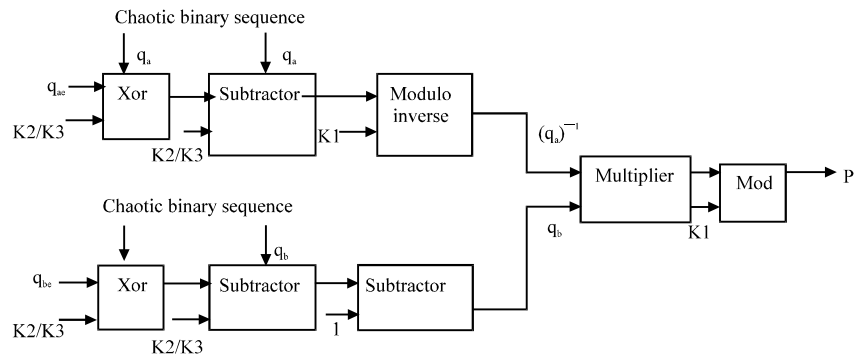 Chaotic binary sequence
qa qa
qae Xor Subtractor Modulo inverse
K2/K3 K2/K3 K1
(qa)⁻¹
Multiplier Mod P
K1
Chaotic binary sequence
qb qb
qbe Xor Subtractor Subtractor
K2/K3 K2/K3 1